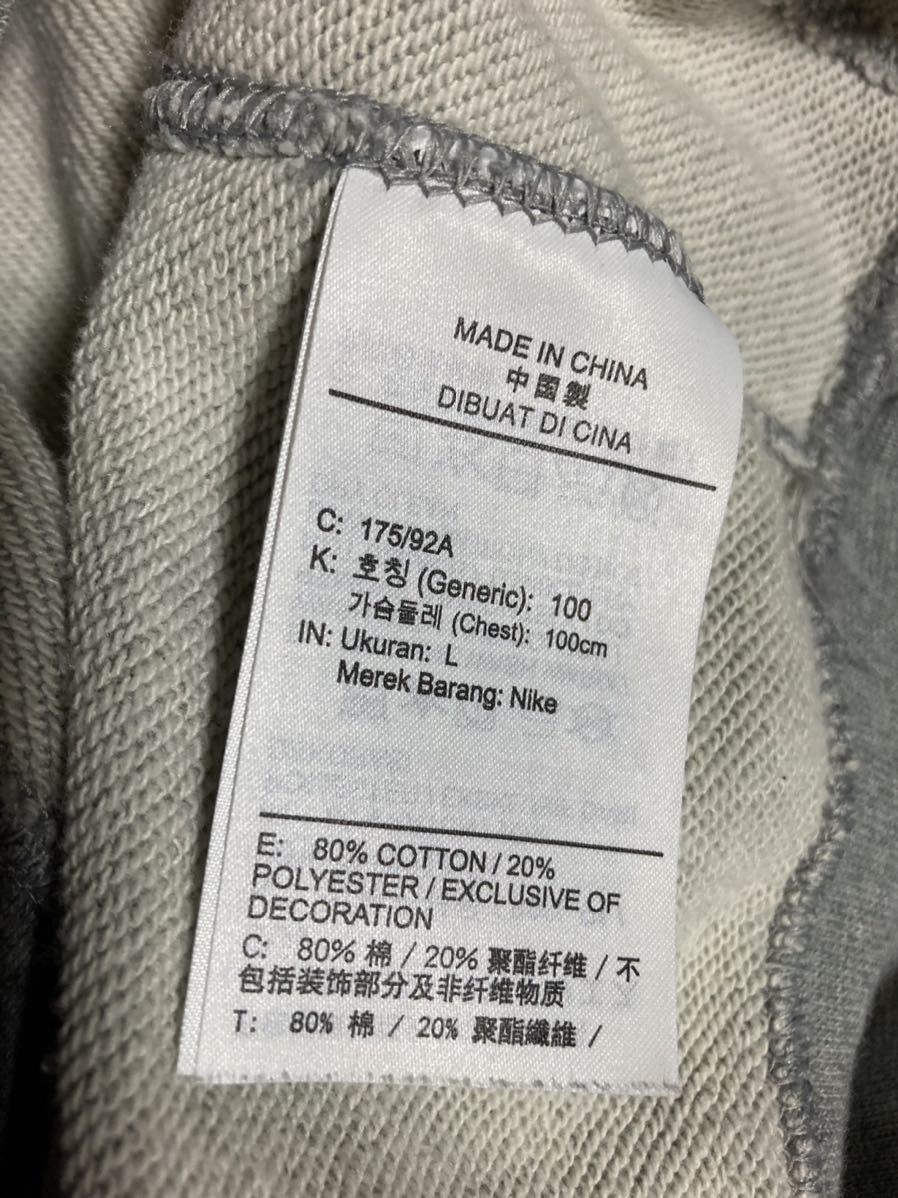 MADE IN CHINA
中國製
DIBUAT DI CINA
C: 175/92A
K: 호칭 (Generic): 100
가슴둘레 (Chest): 100cm
IN: Ukuran: L
Merek Barang: Nike
E: 80% COTTON / 20%
POLYESTER / EXCLUSIVE OF
DECORATION
C: 80% 棉 / 20% 聚酯纤维 / 不
包括装饰部分及非纤维物质
T: 80% 棉 / 20% 聚酯纖維 /